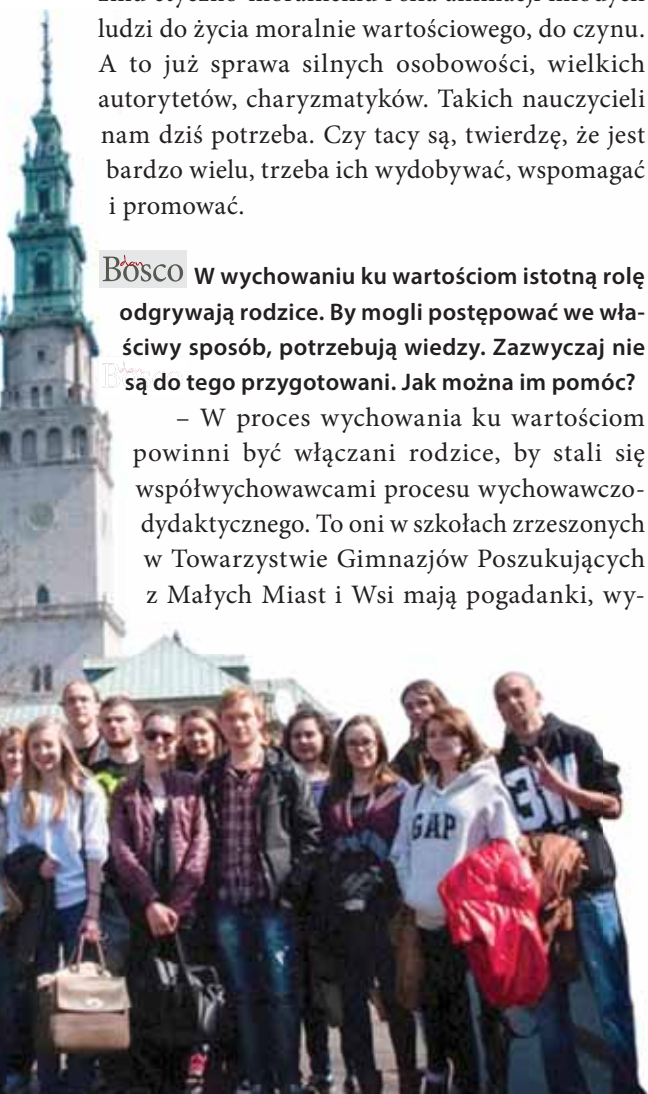 ludzi do życia moralnie wartościowego, do czynu.
A to już sprawa silnych osobowości, wielkich
autorytetów, charyzmatyków. Takich nauczycieli
nam dziś potrzeba. Czy tacy są, twierdzę, że jest
bardzo wielu, trzeba ich wydobywać, wspomagać
i promować.
don Bosco W wychowaniu ku wartościom istotną rolę
odgrywają rodzice. By mogli postępować we wła-
ściwy sposób, potrzebują wiedzy. Zazwyczaj nie
są do tego przygotowani. Jak można im pomóc?
– W proces wychowania ku wartościom
powinni być włączani rodzice, by stali się
współwychowawcami procesu wychowawczo-
dydaktycznego. To oni w szkołach zrzeszonych
w Towarzystwie Gimnazjów Poszukujących
z Małych Miast i Wsi mają pogadanki, wy-
GAP